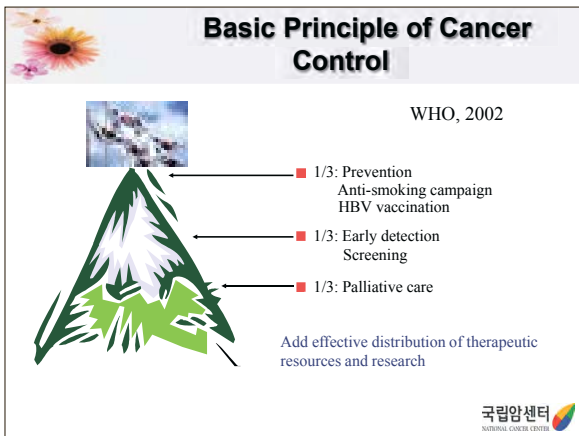 Basic Principle of Cancer
Control
WHO, 2002
1/3: Prevention
Anti-smoking campaign
HBV vaccination
1/3: Early detection
Screening
1/3: Palliative care
Add effective distribution of therapeutic
resources and research
국립암센터
NATIONAL CANCER CENTER